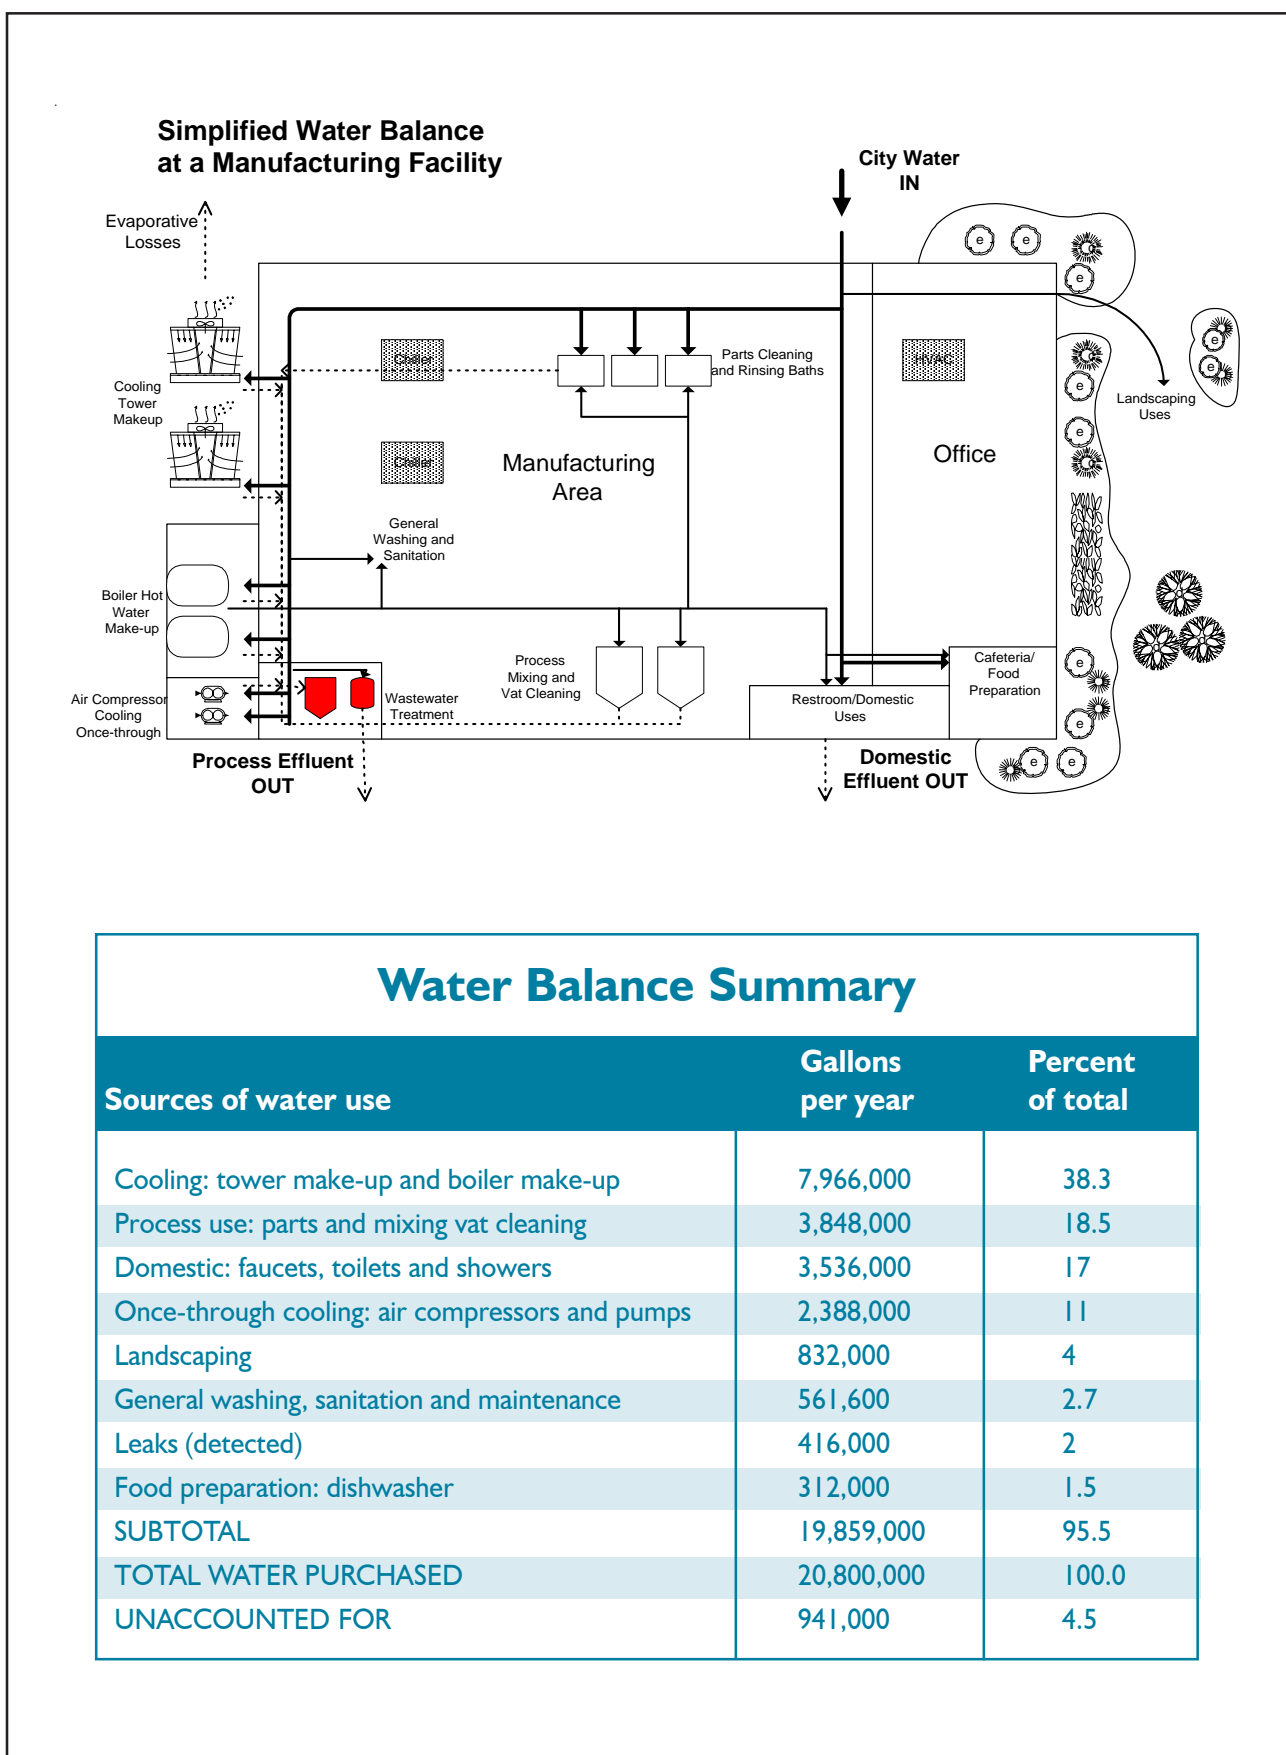 Simplified Water Balance
at a Manufacturing Facility
City Water
IN
Evaporative
Losses
Cooling
Tower
Makeup
Chiller
Chiller
Parts Cleaning
and Rinsing Baths
HVAC
Landscaping
Uses
Office
Manufacturing
Area
General
Washing and
Sanitation
Boiler Hot
Water
Make-up
Process
Mixing and
Vat Cleaning
Cafeteria/
Food
Preparation
Air Compressor
Cooling
Once-through
Wastewater
Treatment
Restroom/Domestic
Uses
Process Effluent
OUT
Domestic
Effluent OUT
e
e
e
e
e
e
e
e
e
e
e
Water Balance Summary
Sources of water use Gallons per year Percent of total
Cooling: tower make-up and boiler make-up 7,966,000 38.3
Process use: parts and mixing vat cleaning 3,848,000 18.5
Domestic: faucets, toilets and showers 3,536,000 17
Once-through cooling: air compressors and pumps 2,388,000 11
Landscaping 832,000 4
General washing, sanitation and maintenance 561,600 2.7
Leaks (detected) 416,000 2
Food preparation: dishwasher 312,000 1.5
SUBTOTAL 19,859,000 95.5
TOTAL WATER PURCHASED 20,800,000 100.0
UNACCOUNTED FOR 941,000 4.5